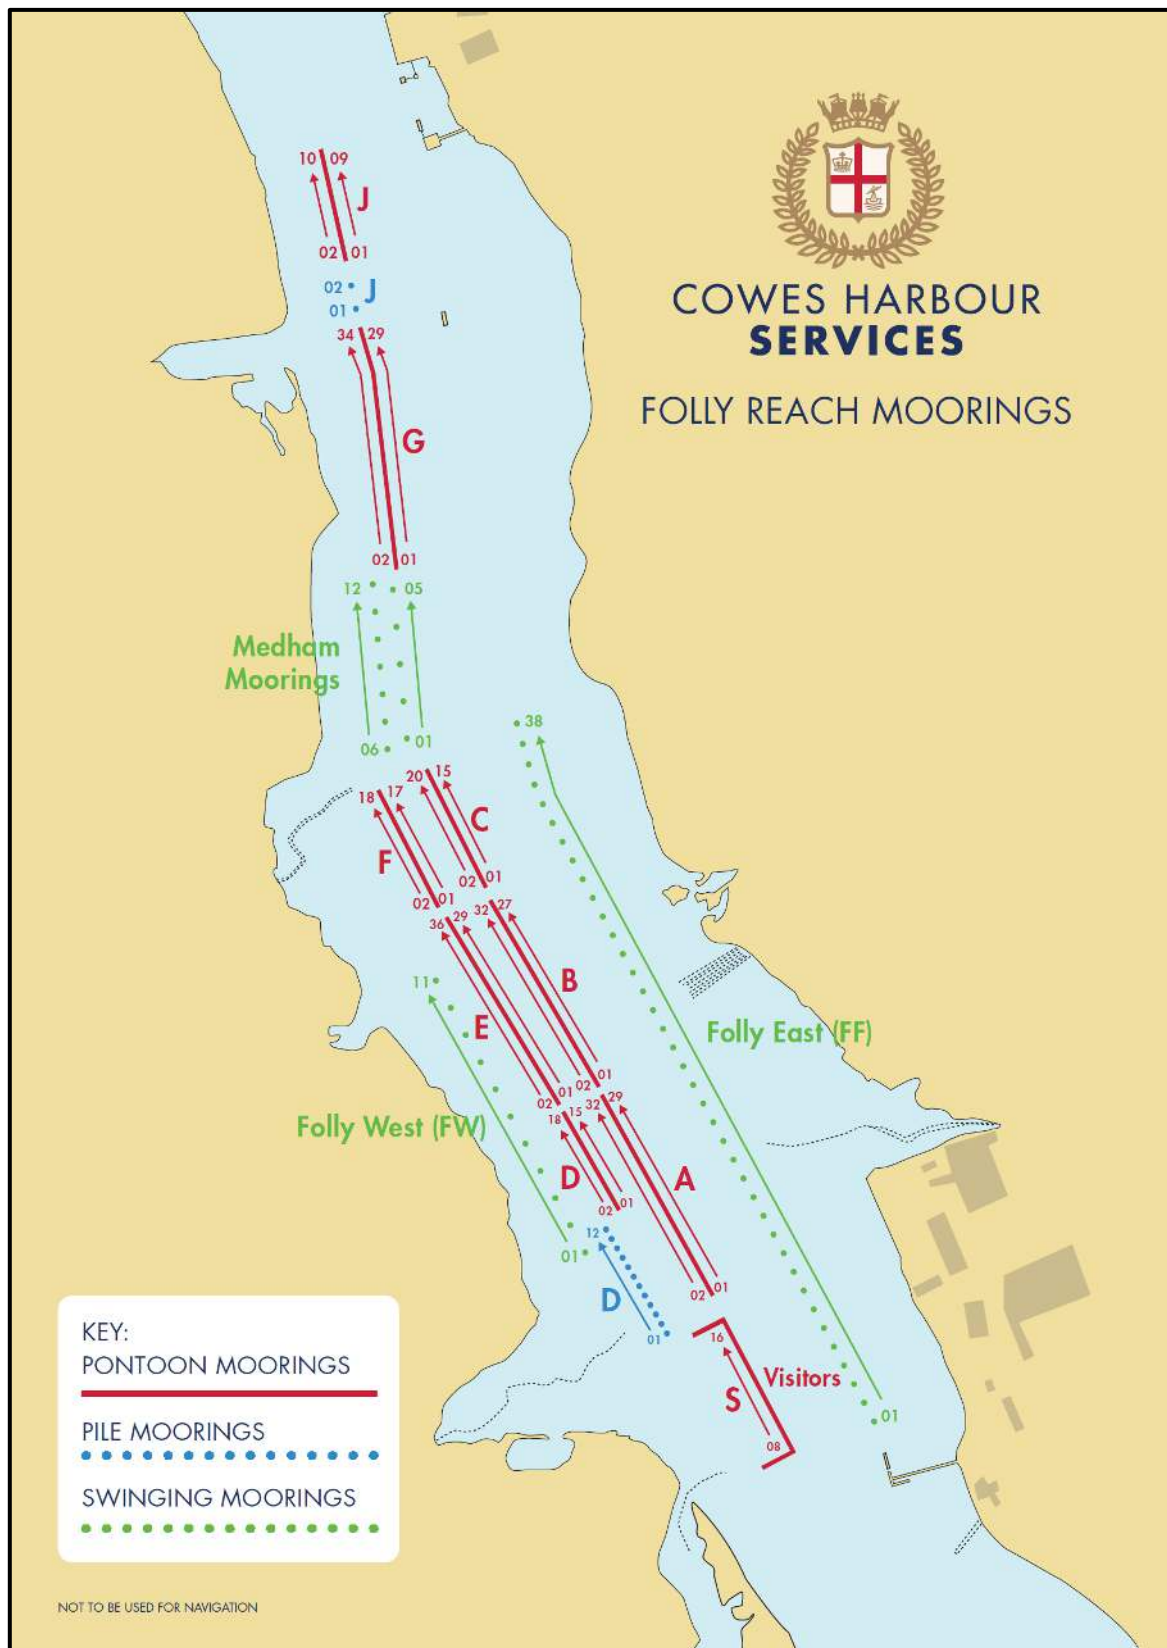 COWES HARBOUR
SERVICES
FOLLY REACH MOORINGS
10 09
J
02 01
02 J
01
34 29
G
02 01
12 05
Medham
Moorings
06 01
38
20 15
18 17
C
F
02 01
02 01
36 29 32 27
11
B
E
Folly East (FF)
01 02 01
02
18 15 32 29
Folly West (FW)
D
A
02 01
12
01
D
02 01
01
16
Visitors
S
08
01
KEY:
PONTOON MOORINGS
PILE MOORINGS
SWINGING MOORINGS
NOT TO BE USED FOR NAVIGATION